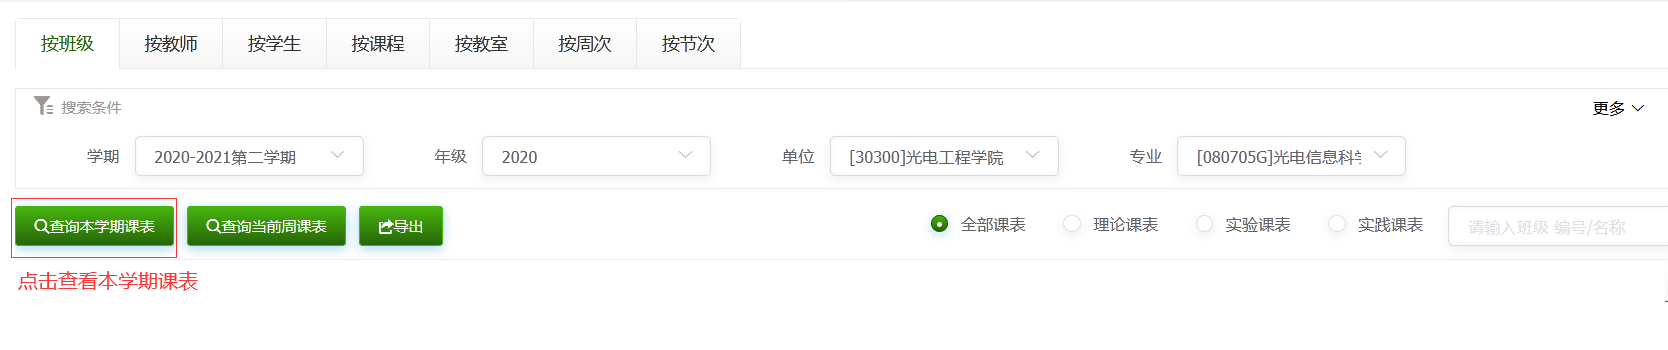 按班级 按教师 按学生 按课程 按教室 按周次 按节次
搜索条件 更多
学期 2020-2021第二学期 年级 2020 单位 [30300]光电工程学院 专业 [080705G]光电信息科
查询本学期课表 查询当前周课表 导出 全部课表 理论课表 实验课表 实践课表 请输入班级 编号/名称
点击查看本学期课表